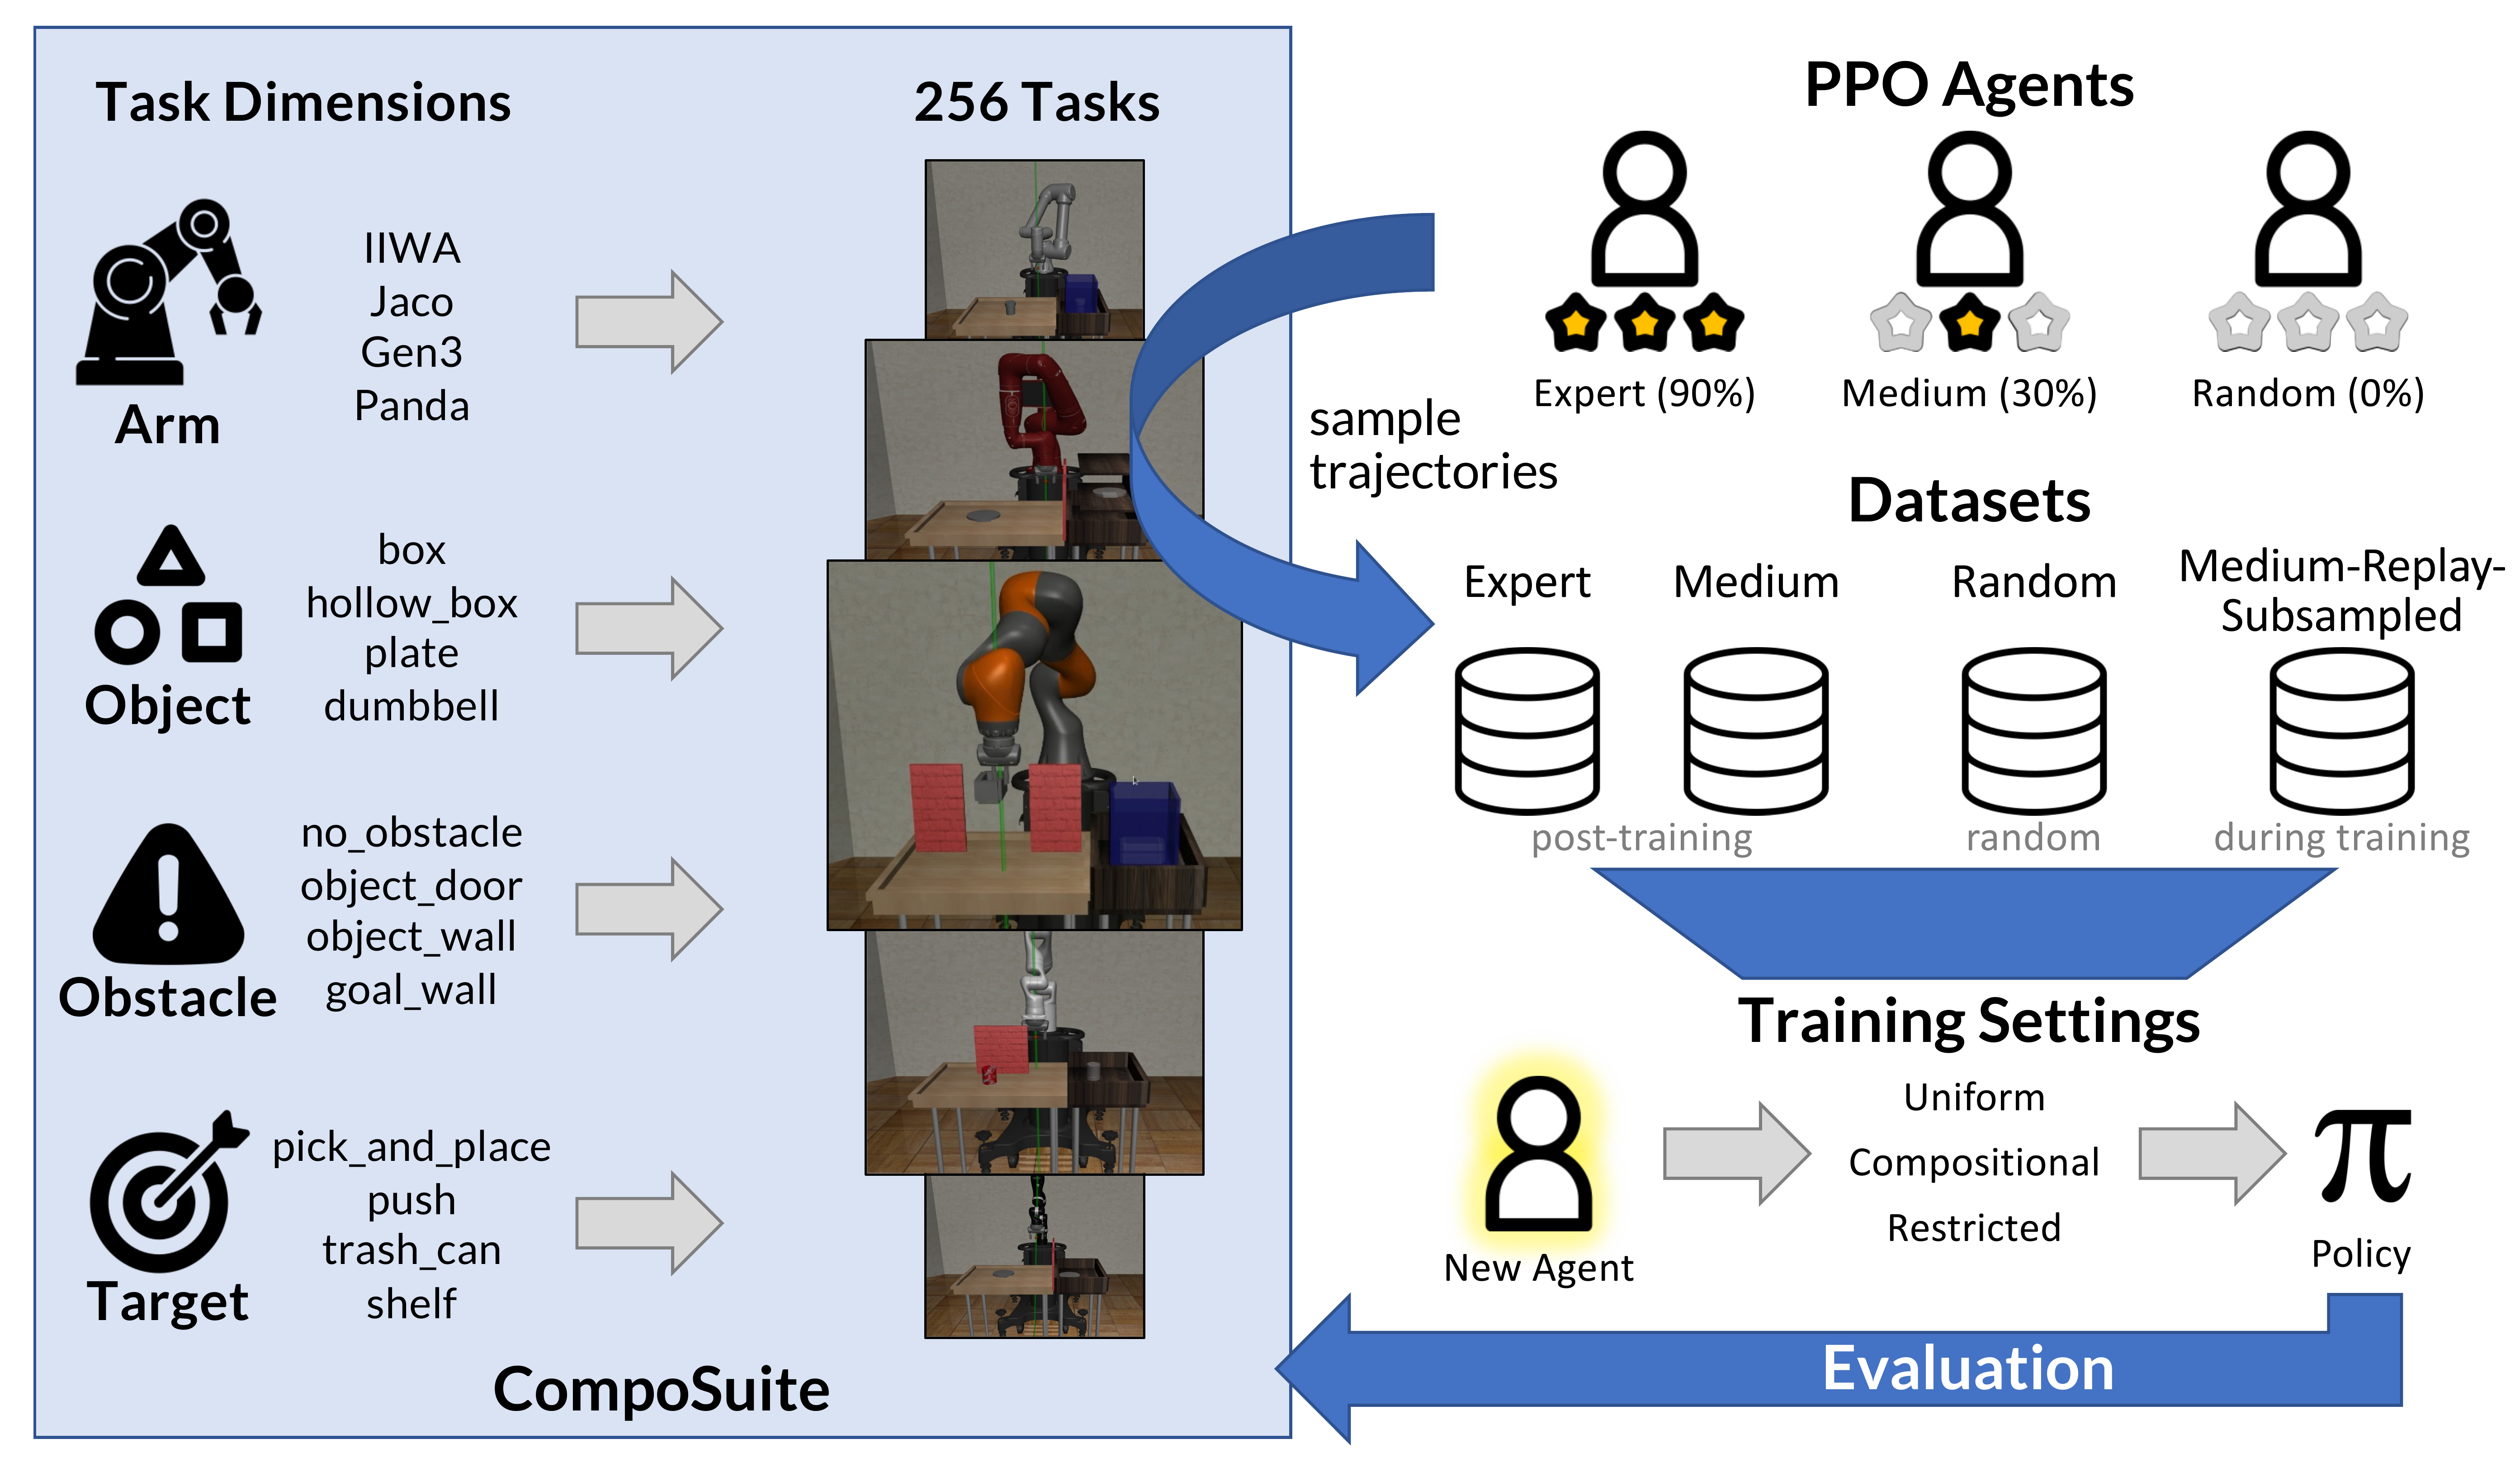 Task Dimensions
IIWA
Jaco
Gen3
Panda
Arm
box
hollow_box
plate
dumbbell
Object
no_obstacle
object_door
object_wall
goal_wall
Obstacle
pick_and_place
push
trash_can
shelf
Target
256 Tasks
CompoSuite
PPO Agents
Expert (90%)
Medium (30%)
Random (0%)
sample
trajectories
Datasets
Expert
Medium
Random
Medium-Replay-
Subsampled
post-training
random
during training
Training Settings
New Agent
Uniform
Compositional
Restricted
π
Policy
Evaluation